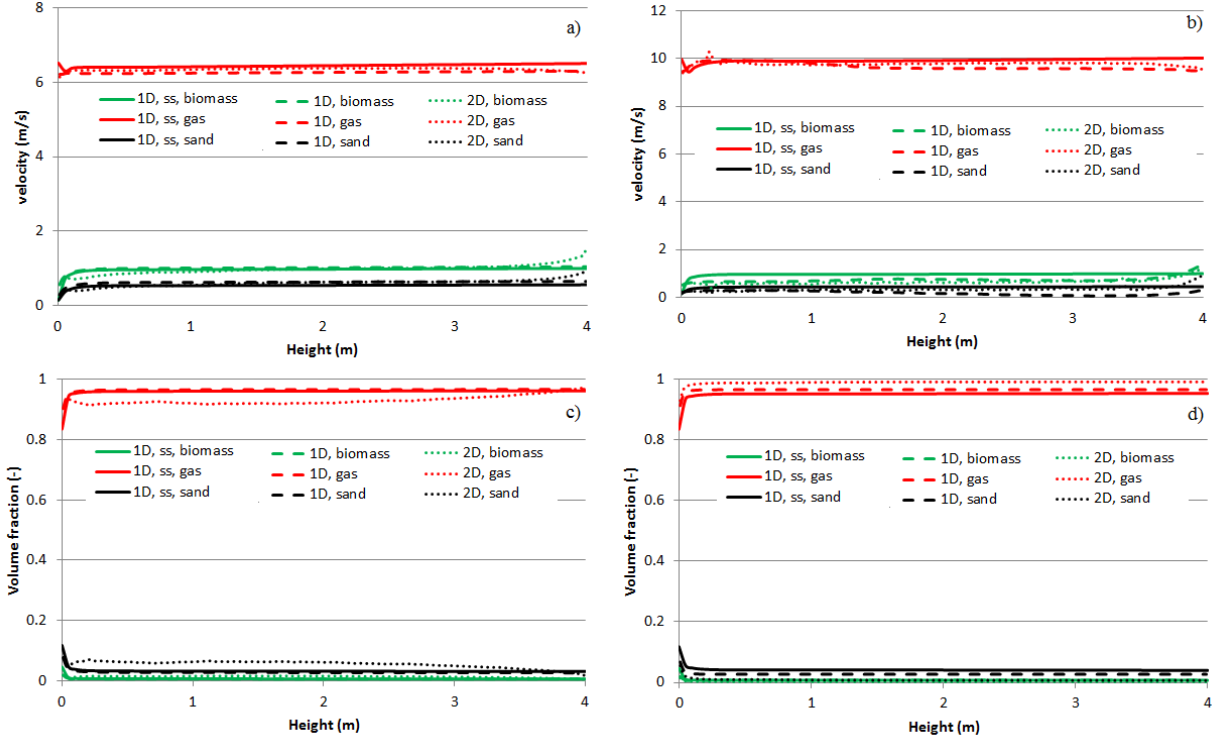 a)
8
6
4
2
0
velocity (m/s)
1D, ss, biomass
1D, biomass
2D, biomass
1D, ss, gas
1D, gas
2D, gas
1D, ss, sand
1D, sand
2D, sand
0 1 2 3 4
Height (m)
b)
12
10
8
6
4
2
0
velocity (m/s)
1D, ss, biomass
1D, biomass
2D, biomass
1D, ss, gas
1D, gas
2D, gas
1D, ss, sand
1D, sand
2D, sand
0 1 2 3 4
Height (m)
c)
1
0.8
0.6
0.4
0.2
0
Volume fraction (-)
1D, ss, biomass
1D, biomass
2D, biomass
1D, ss, gas
1D, gas
2D, gas
1D, ss, sand
1D, sand
2D, sand
0 1 2 3 4
Height (m)
d)
1
0.8
0.6
0.4
0.2
0
Volume fraction (-)
1D, ss, biomass
1D, biomass
2D, biomass
1D, ss, gas
1D, gas
2D, gas
1D, ss, sand
1D, sand
2D, sand
0 1 2 3 4
Height (m)